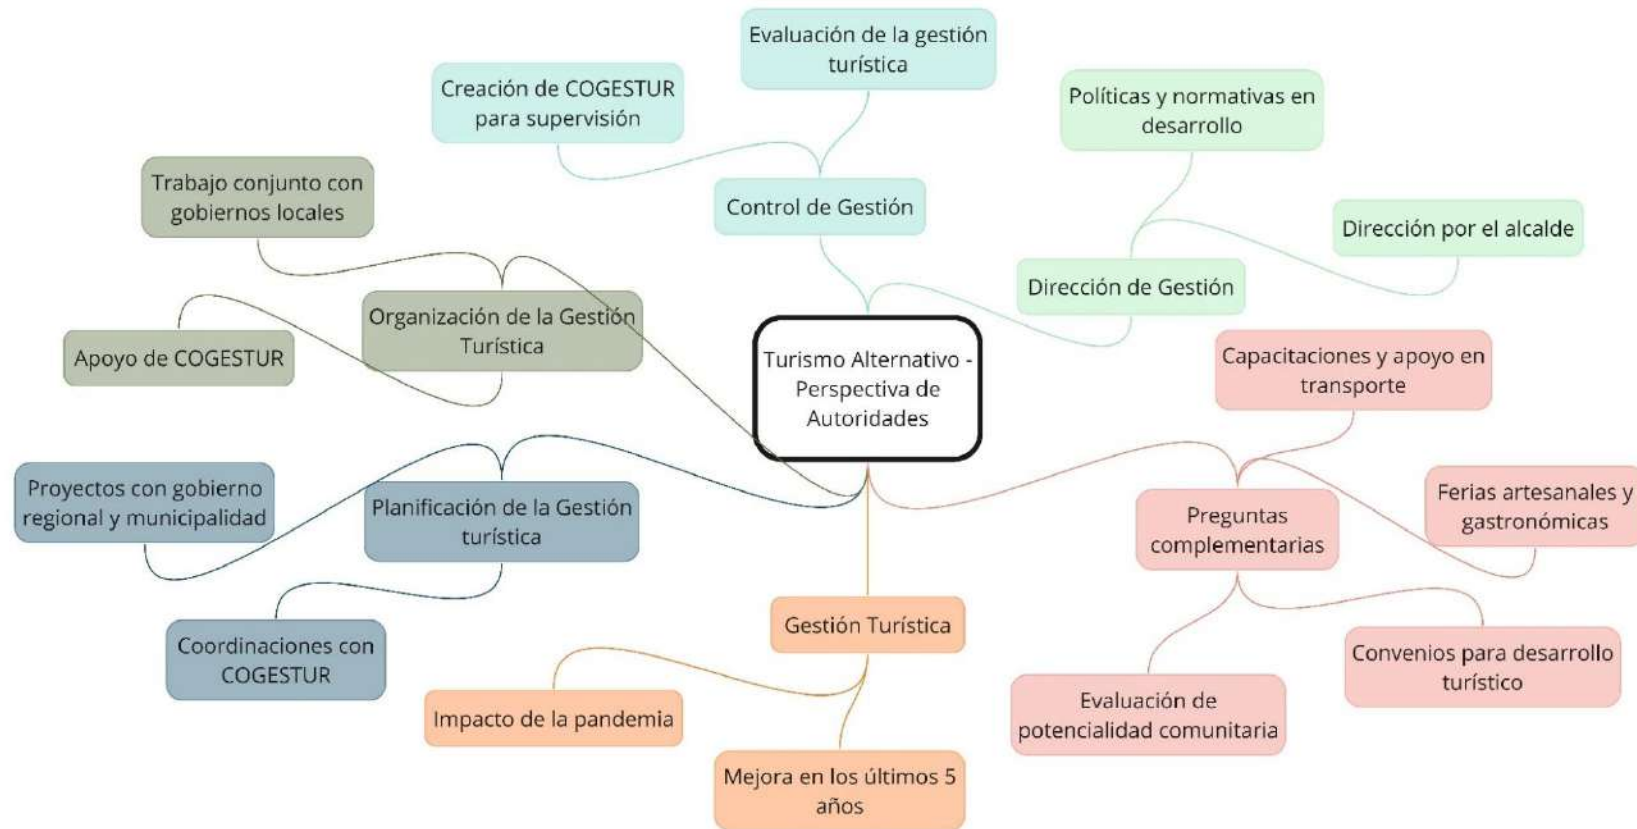 Evaluación de la gestión
turística
Creación de COGESTUR
para supervisión
Políticas y normativas en
desarrollo
Trabajo conjunto con
gobiernos locales
Control de Gestión
Dirección por el alcalde
Dirección de Gestión
Organización de la Gestión
Turística
Apoyo de COGESTUR
Turismo Alternativo -
Perspectiva de
Autoridades
Capacitaciones y apoyo en
transporte
Proyectos con gobierno
regional y municipalidad
Planificación de la Gestión
turística
Preguntas
complementarias
Ferias artesanales y
gastronómicas
Gestión Turística
Coordinaciones con
COGESTUR
Convenios para desarrollo
turístico
Impacto de la pandemia
Evaluación de
potencialidad comunitaria
Mejora en los últimos 5
años